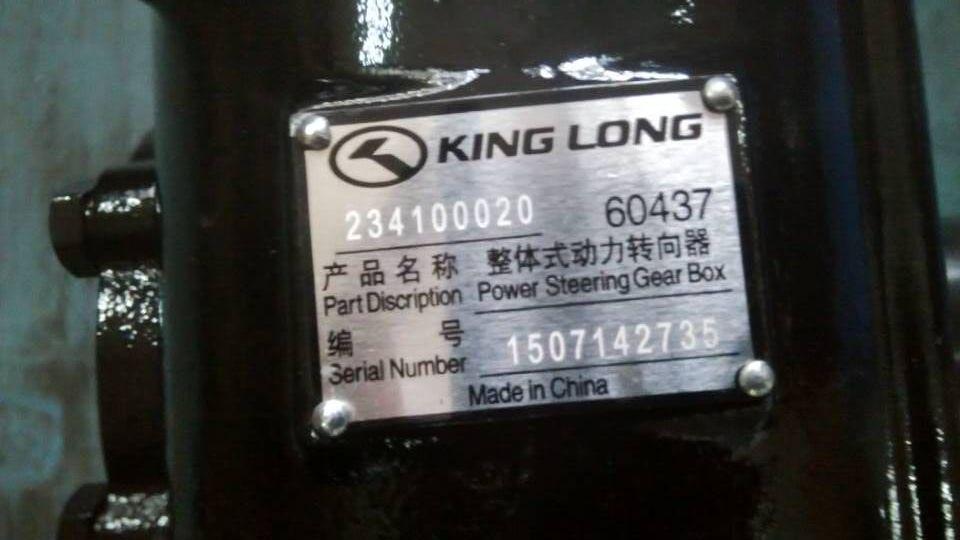 KING LONG
234100020 60437
产品名称 整体式动力转向器
Part Discription Power Steering Gear Box
编 号 1507142735
Serial Number
Made in China